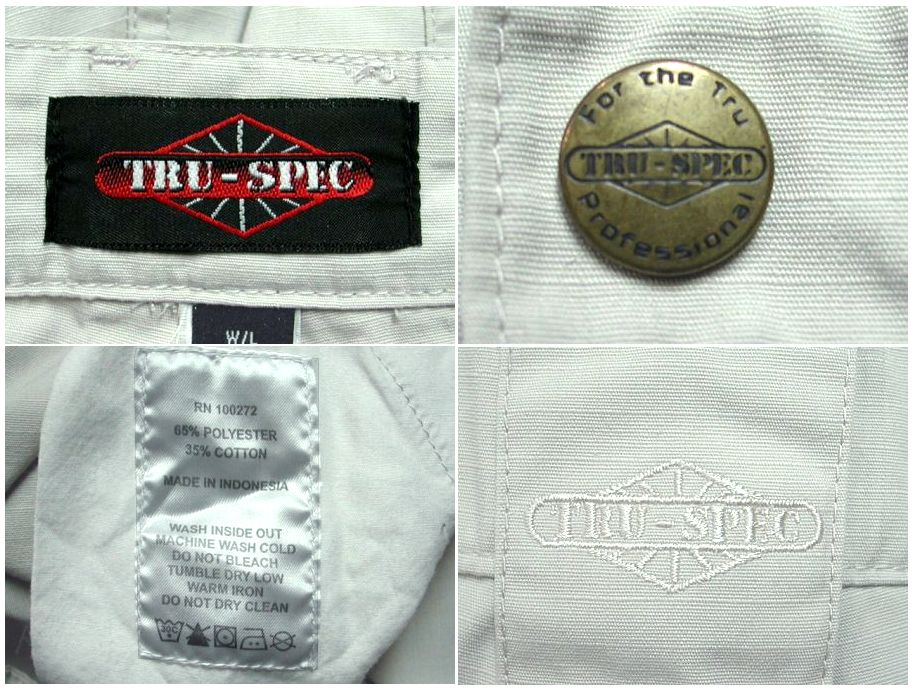 TRU-SPEC
W/L
For the Tru
TRU-SPEC
Professional
RN 100272
65% POLYESTER
35% COTTON
MADE IN INDONESIA
WASH INSIDE OUT
MACHINE WASH COLD
DO NOT BLEACH
TUMBLE DRY LOW
WARM IRON
DO NOT DRY CLEAN
30C
TRU-SPEC